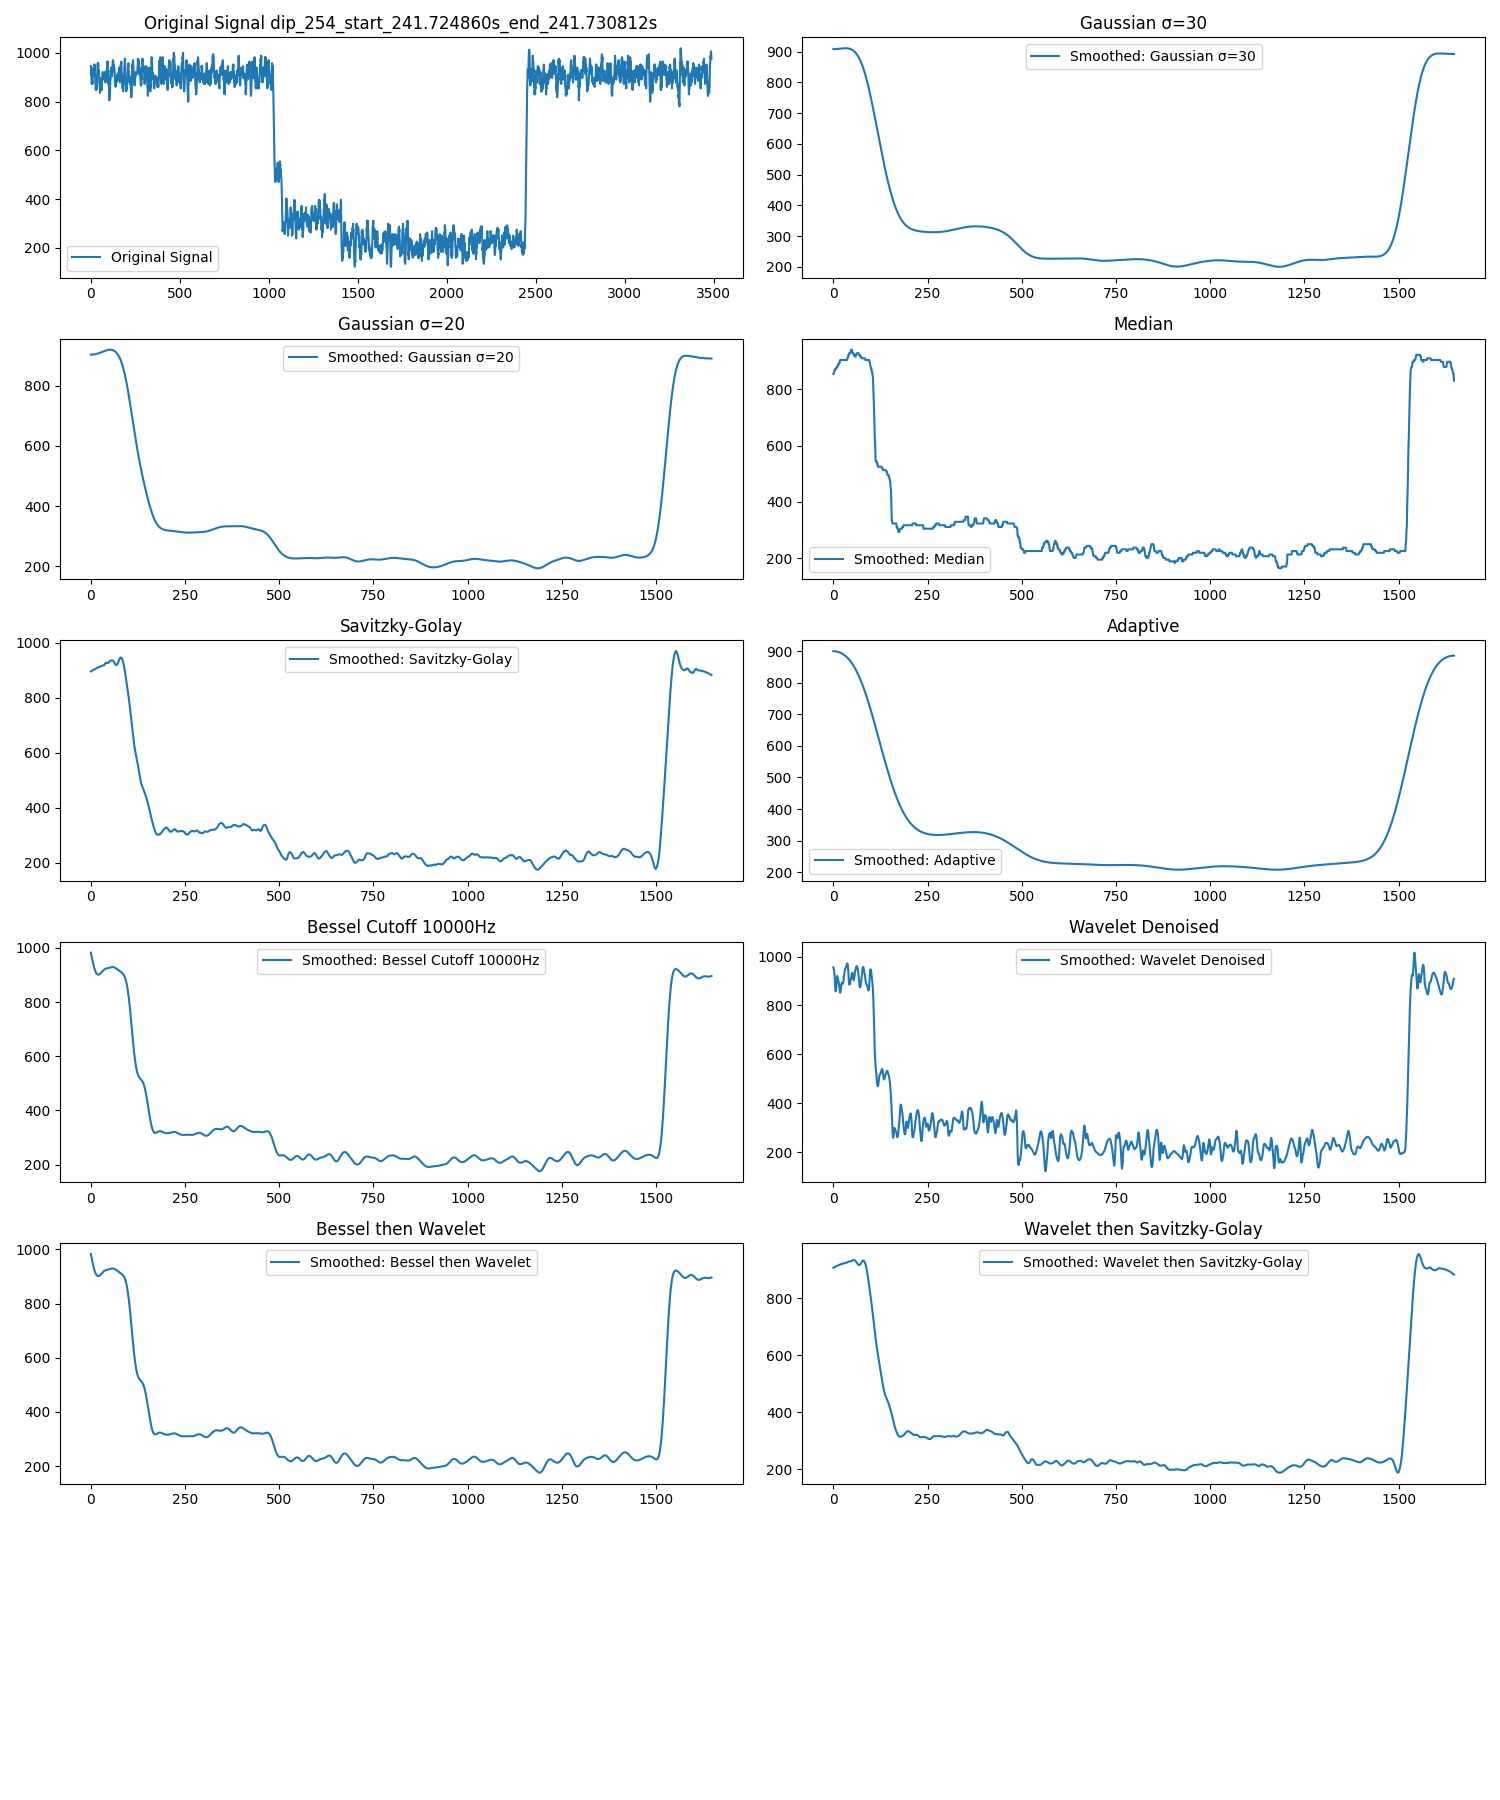 Original Signal dip_254_start_241.724860s_end_241.730812s
1000
800
600
400
200
Original Signal
0 500 1000 1500 2000 2500 3000 3500
Gaussian σ=30
900
800
700
600
500
400
300
200
Smoothed: Gaussian σ=30
0 250 500 750 1000 1250 1500
Gaussian σ=20
800
600
400
200
Smoothed: Gaussian σ=20
0 250 500 750 1000 1250 1500
Median
800
600
400
200
Smoothed: Median
0 250 500 750 1000 1250 1500
Savitzky-Golay
1000
800
600
400
200
Smoothed: Savitzky-Golay
0 250 500 750 1000 1250 1500
Adaptive
900
800
700
600
500
400
300
200
Smoothed: Adaptive
0 250 500 750 1000 1250 1500
Bessel Cutoff 10000Hz
1000
800
600
400
200
Smoothed: Bessel Cutoff 10000Hz
0 250 500 750 1000 1250 1500
Wavelet Denoised
1000
800
600
400
200
Smoothed: Wavelet Denoised
0 250 500 750 1000 1250 1500
Bessel then Wavelet
1000
800
600
400
200
Smoothed: Bessel then Wavelet
0 250 500 750 1000 1250 1500
Wavelet then Savitzky-Golay
800
600
400
200
Smoothed: Wavelet then Savitzky-Golay
0 250 500 750 1000 1250 1500